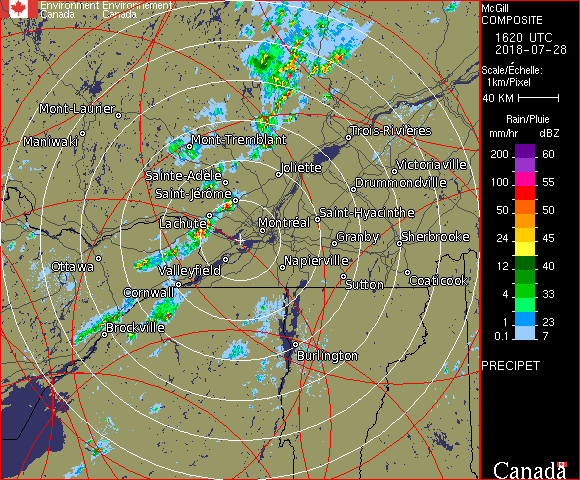 Environment Environnement
Canada Canada
McGill
COMPOSITE
1620 UTC
2018-07-28
Scale/Échelle:
1km/Pixel
40 KM
Rain/Pluie
mm/hr dBZ
200 60
100 55
50 50
24 45
12 40
4 33
1 23
0.1 7
PRECIPET
Canada
Mont-Laurier
Maniwaki
Mont-Tremblant
Trois-Rivières
Sainte-Adèle
Joliette
Victoriaville
Saint-Jérôme
Drummondville
Lachute
Saint-Hyacinthe
Montréal
Granby
Sherbrooke
Ottawa
Valleyfield
Napierville
Cornwall
Sutton
Coaticook
Brockville
Burlington